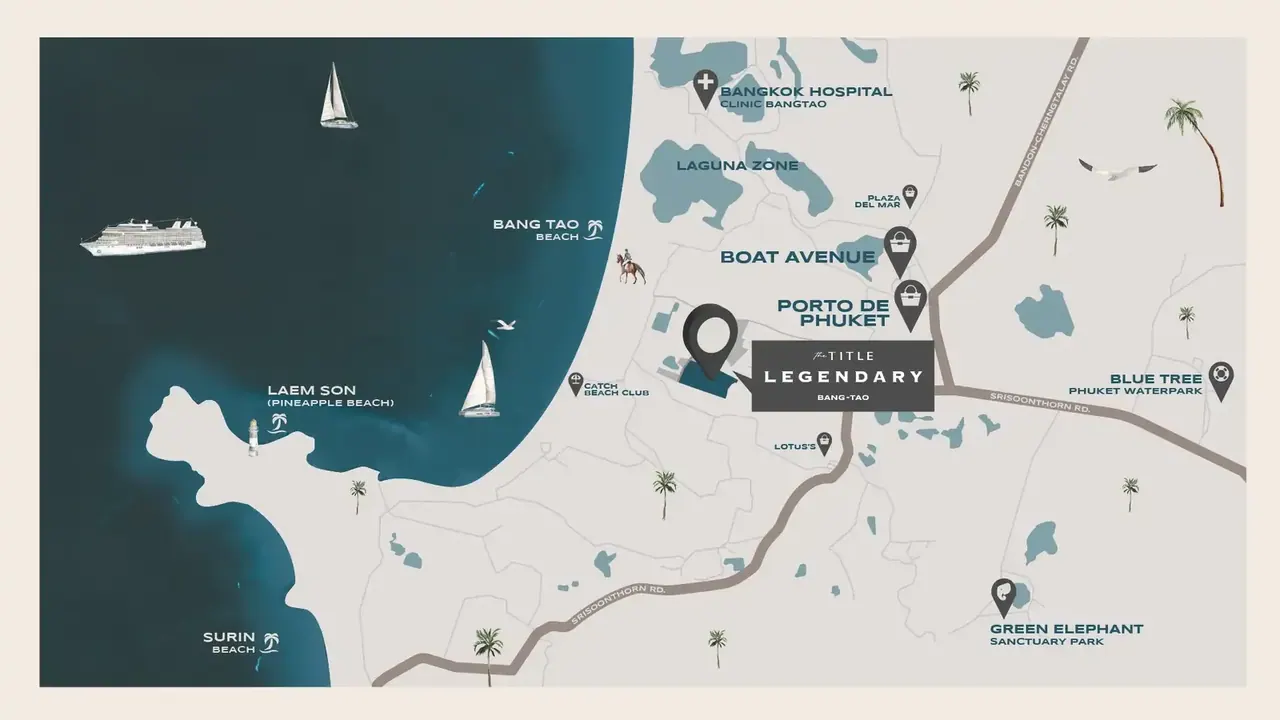 BANGKOK HOSPITAL
CLINIC BANGTAO
BANDON-CHERNGTALAY RD.
LAGUNA ZONE
PLAZA
DEL MAR
BANG TAO
BEACH
BOAT AVENUE
PORTO DE
PHUKET
the TITLE
LEGENDARY
BANG-TAO
CATCH
BEACH CLUB
LAEM SON
(PINEAPPLE BEACH)
BLUE TREE
PHUKET WATERPARK
SRISOONTHORN RD.
LOTUS'S
SRISOONTHORN RD.
GREEN ELEPHANT
SANCTUARY PARK
SURIN
BEACH